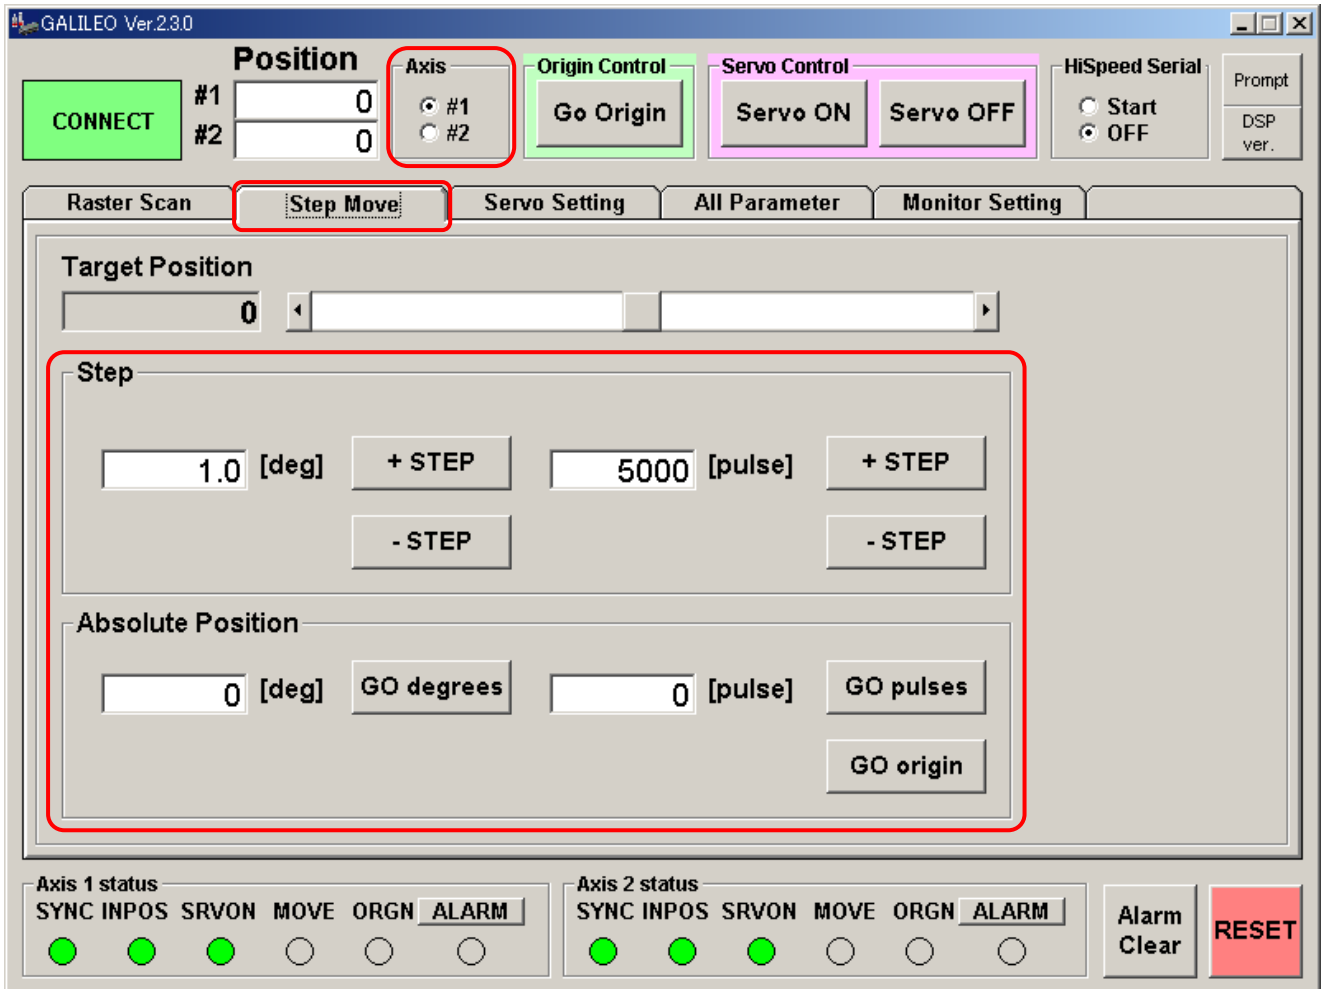 GALILEO Ver.2.3.0
CONNECT
Position
#1 0
#2 0
Axis
#1
#2
Origin Control
Go Origin
Servo Control
Servo ON Servo OFF
HiSpeed Serial
Start
OFF
Prompt
DSP
ver.
Raster Scan Step Move Servo Setting All Parameter Monitor Setting
Target Position
0
Step
1.0 [deg] + STEP 5000 [pulse] + STEP
- STEP - STEP
Absolute Position
0 [deg] GO degrees 0 [pulse] GO pulses
GO origin
Axis 1 status
SYNC INPOS SRVON MOVE ORGN ALARM
Axis 2 status
SYNC INPOS SRVON MOVE ORGN ALARM
Alarm
Clear
RESET